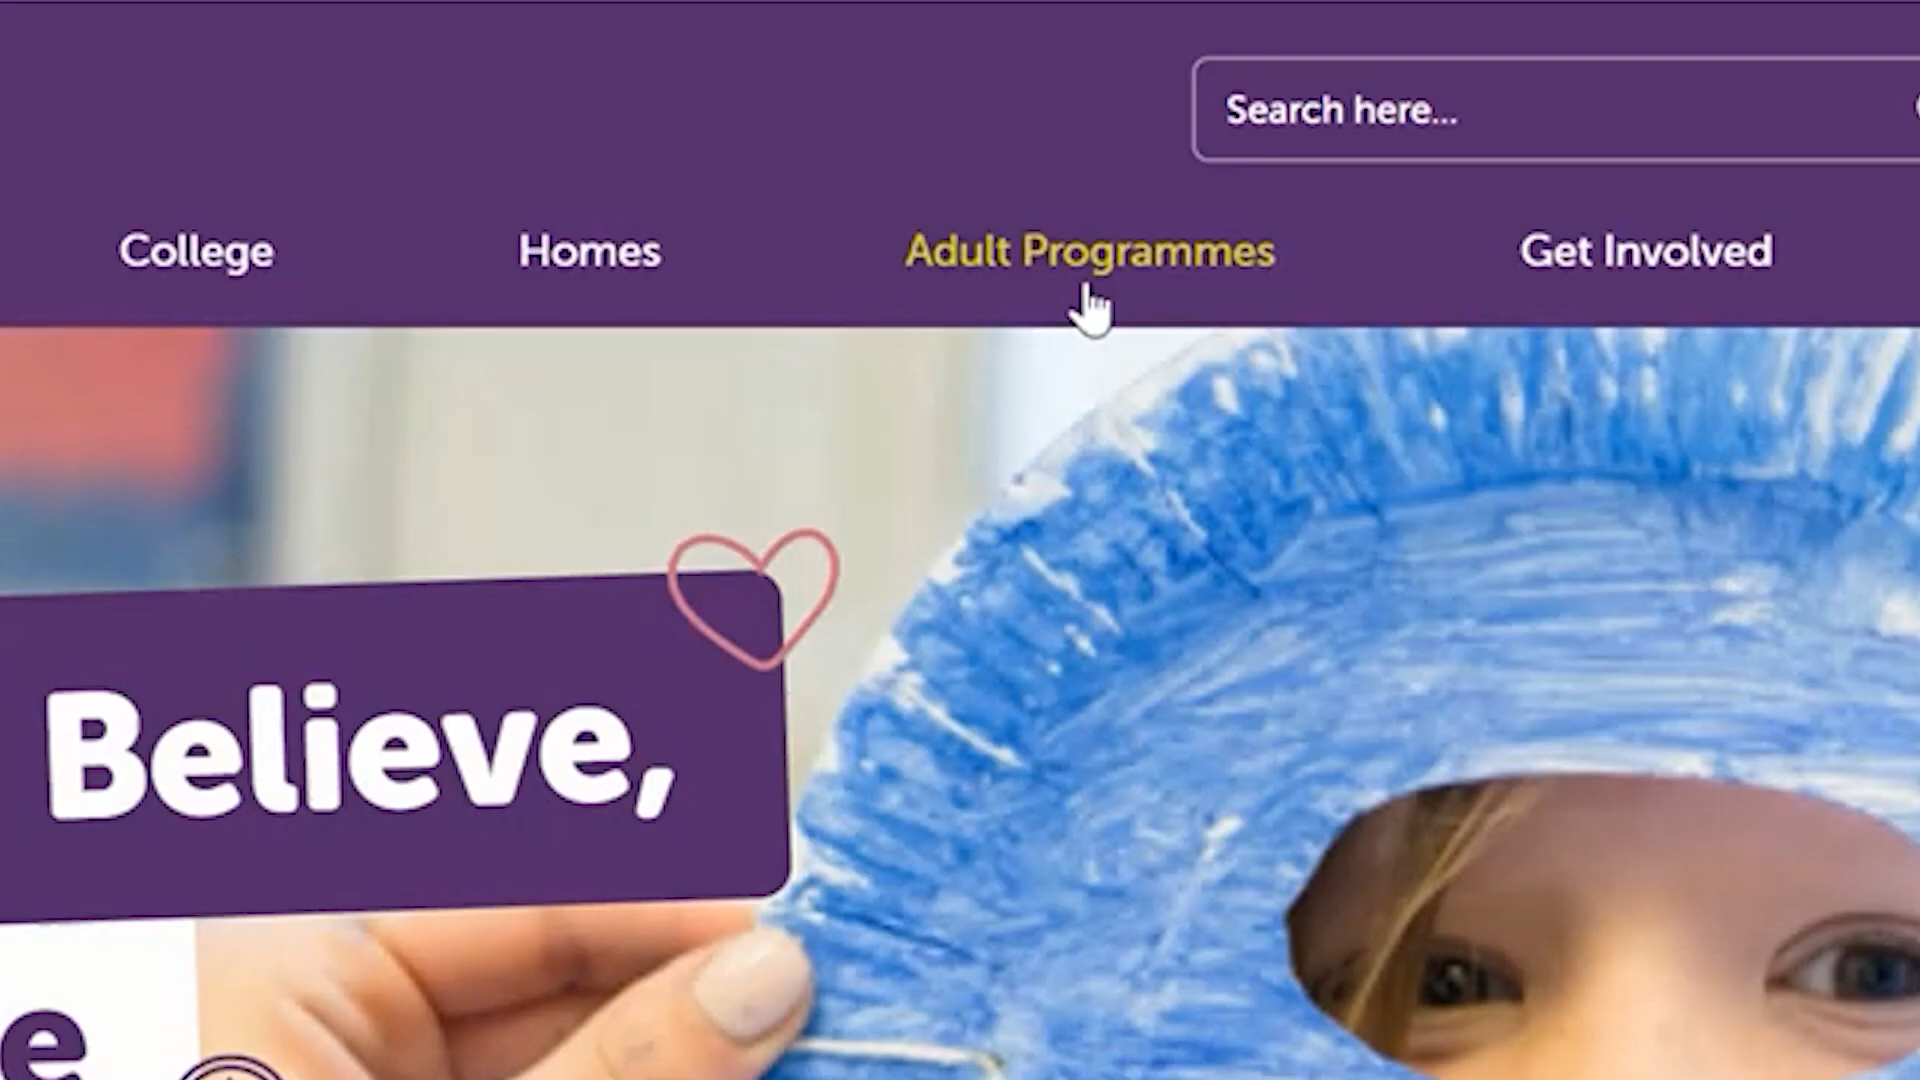 Search here...
College Homes Adult Programmes Get Involved
Believe,
e